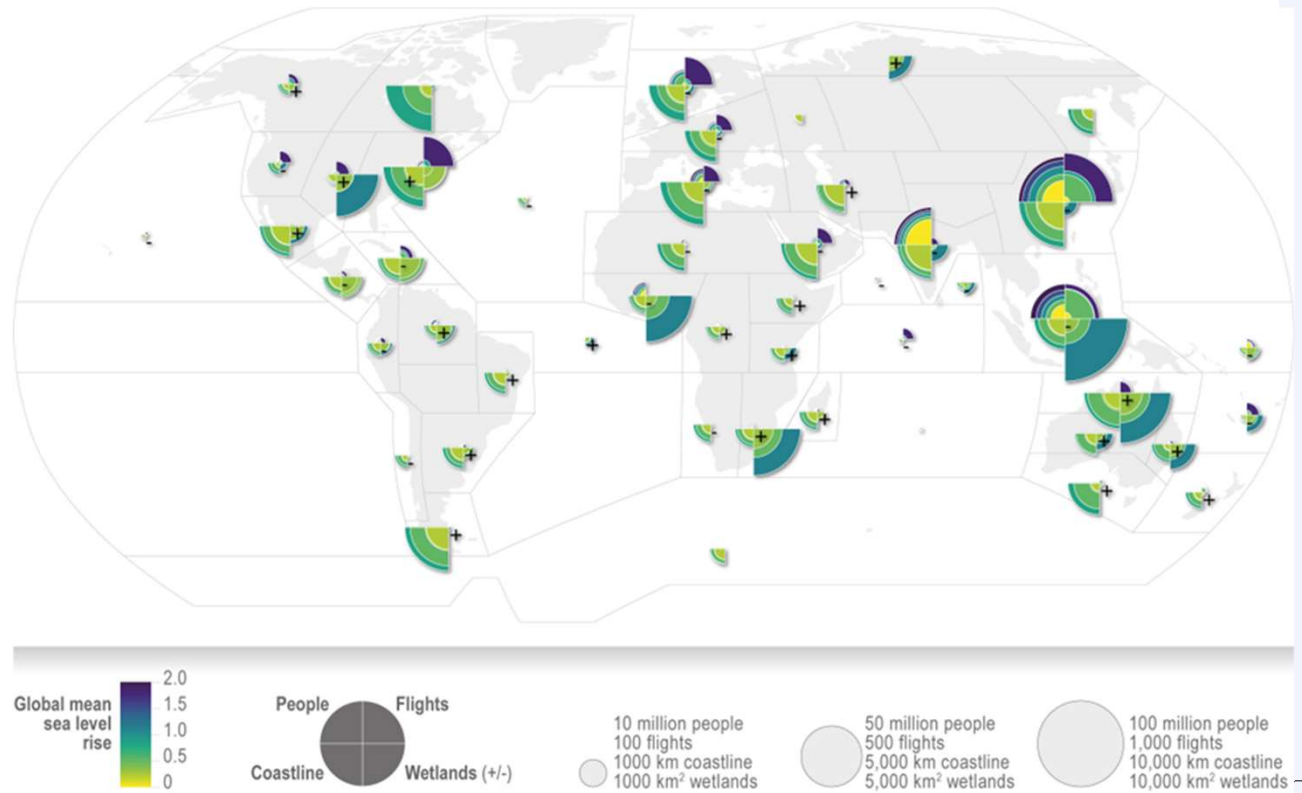 Global mean
sea level
rise
2.0
1.5
1.0
0.5
0
People
Flights
Coastline
Wetlands (+/-)
10 million people
100 flights
1000 km coastline
1000 km² wetlands
50 million people
500 flights
5,000 km coastline
5,000 km² wetlands
100 million people
1,000 flights
10,000 km coastline
10,000 km² wetlands